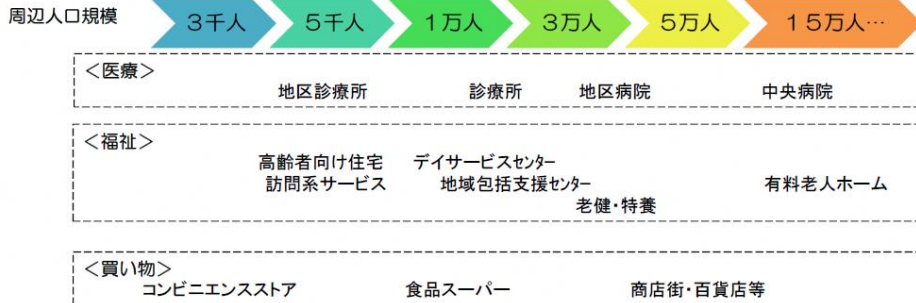 周辺人口規模 3千人 5千人 1万人 3万人 5万人 15万人…
<医療>
地区診療所 診療所 地区病院 中央病院
<福祉>
高齢者向け住宅 デイサービスセンター
訪問系サービス 地域包括支援センター 有料老人ホーム
老健・特養
<買い物>
コンビニエンスストア 食品スーパー 商店街・百貨店等